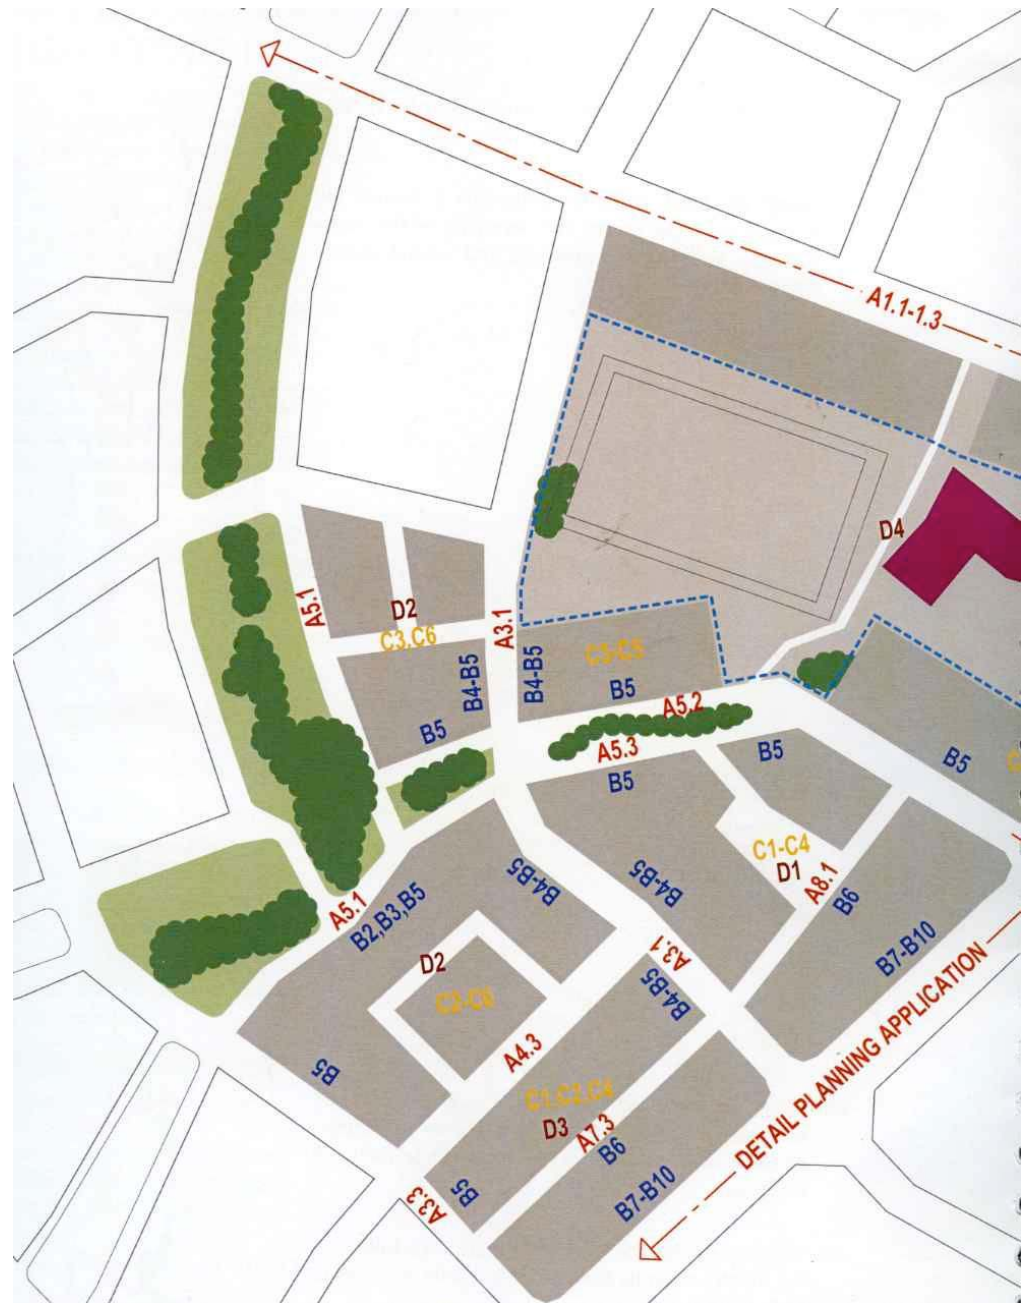 A1.1-1.3
D4
A5.1
D2
C3.C6
A3.1
B4-B5
B5
B4-B5
C3-C5
B5
A5.2
A5.3
B5
B5
B5
C1-C4
D1
A8.1
B6
B7-B10
A5.1
B2,B3,B5
B4-B5
B4-B5
D2
A3.1
B4-B5
A4.3
B5
C1.C2.C4
D3
A7.3
B6
DETAIL PLANNING APPLICATION
B5
A3.3
B7-B10